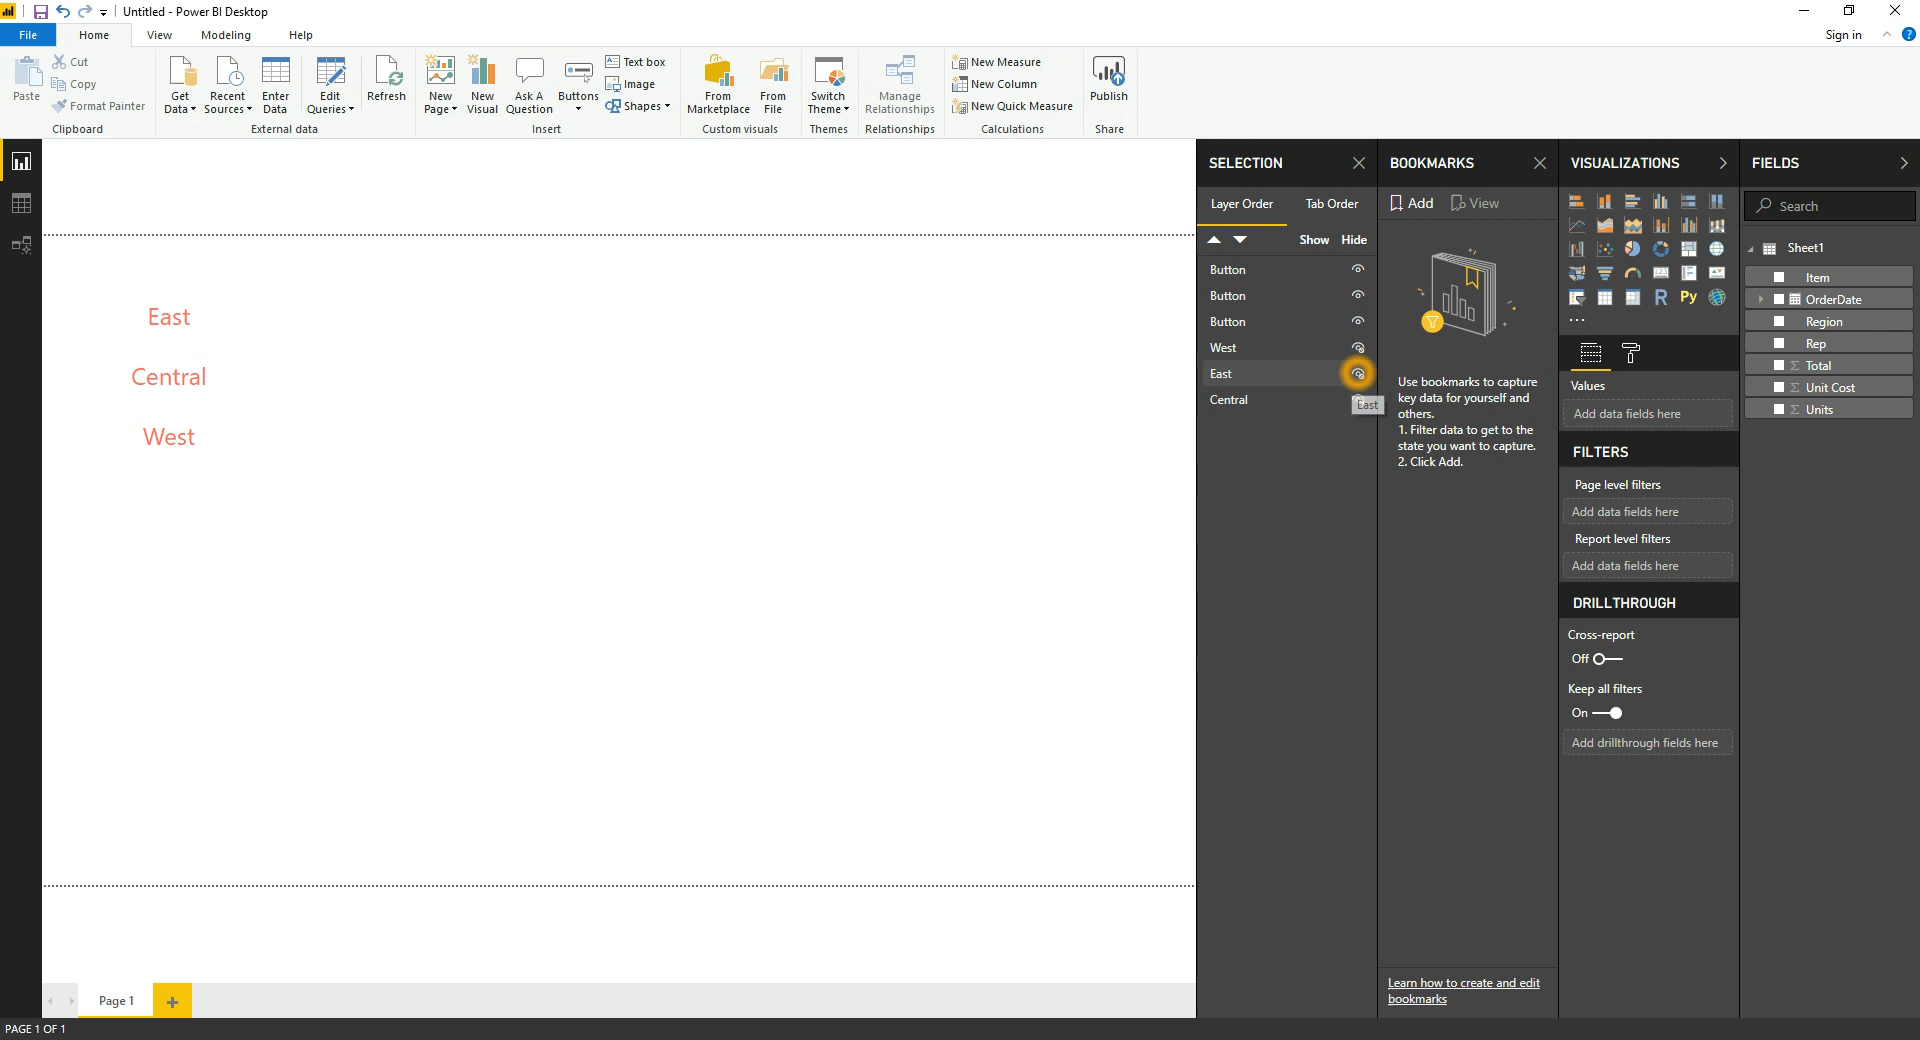 Untitled - Power BI Desktop
File Home View Modeling Help Sign in ?
Paste Cut Copy Format Painter
Clipboard
Get Data Recent Sources Enter Data Edit Queries Refresh
External data
New Page New Visual Ask A Question Buttons Text box Image Shapes
Insert
From Marketplace From File
Custom visuals
Switch Theme
Themes
Manage Relationships
Relationships
New Measure
New Column
New Quick Measure
Calculations
Publish
Share
East
Central
West
SELECTION
Layer Order Tab Order
Show Hide
Button
Button
Button
West
East
Central
East
BOOKMARKS
Add View
Use bookmarks to capture
key data for yourself and
others.
1. Filter data to get to the
state you want to capture.
2. Click Add.
Learn how to create and edit
bookmarks
VISUALIZATIONS
R Py
Values
Add data fields here
FILTERS
Page level filters
Add data fields here
Report level filters
Add data fields here
DRILLTHROUGH
Cross-report
Off
Keep all filters
On
Add drillthrough fields here
FIELDS
Search
Sheet1
Item
OrderDate
Region
Rep
Σ Total
Σ Unit Cost
Σ Units
Page 1 +
PAGE 1 OF 1